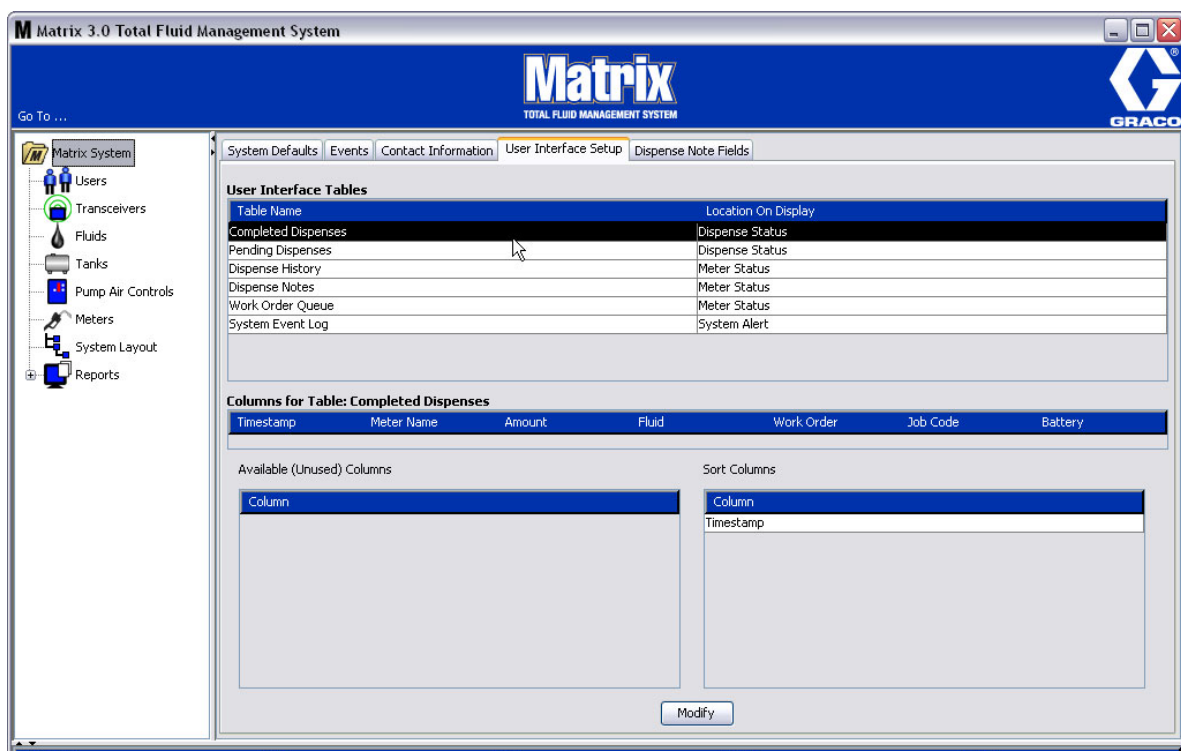 M Matrix 3.0 Total Fluid Management System
Matrix
TOTAL FLUID MANAGEMENT SYSTEM
®
GRACO
Go To ...
Matrix System
Users
Transceivers
Fluids
Tanks
Pump Air Controls
Meters
System Layout
Reports
System Defaults Events Contact Information User Interface Setup Dispense Note Fields
User Interface Tables
Table Name Location On Display
Completed Dispenses Dispense Status
Pending Dispenses Dispense Status
Dispense History Meter Status
Dispense Notes Meter Status
Work Order Queue Meter Status
System Event Log System Alert
Columns for Table: Completed Dispenses
Timestamp Meter Name Amount Fluid Work Order Job Code Battery
Available (Unused) Columns Sort Columns
Column Column
Timestamp
Modify